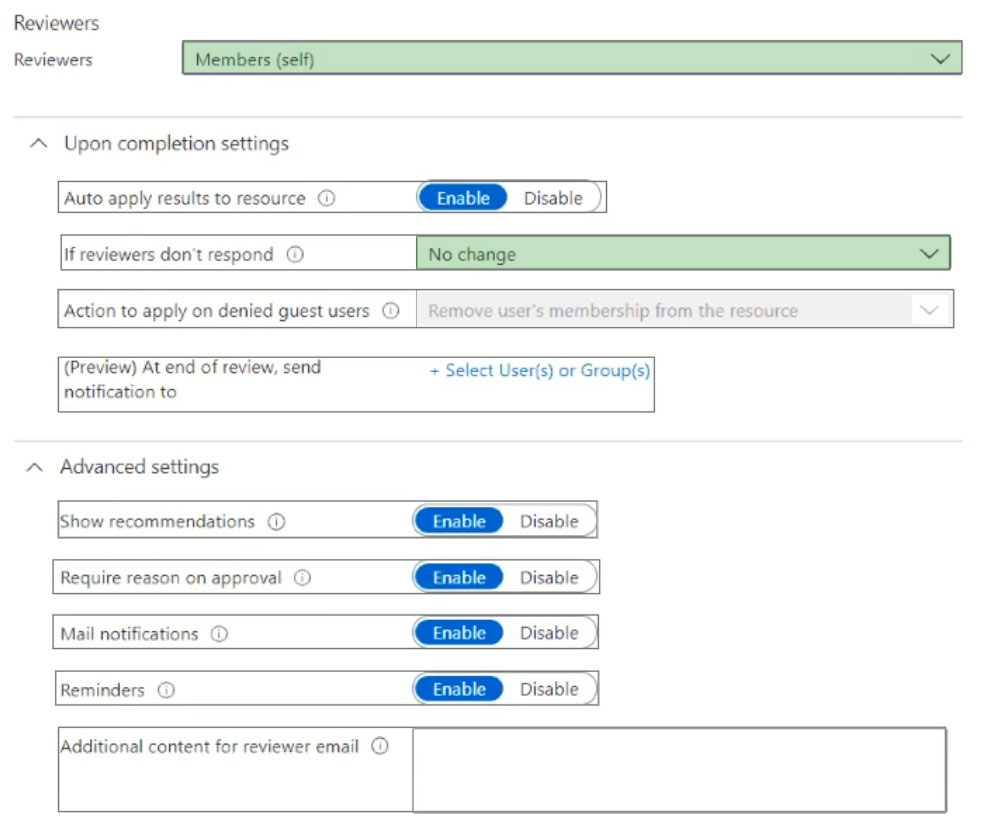 Reviewers
Reviewers Members (self)
Upon completion settings
Auto apply results to resource Enable Disable
If reviewers don't respond No change
Action to apply on denied guest users Remove user's membership from the resource
(Preview) At end of review, send + Select User(s) or Group(s)
notification to
Advanced settings
Show recommendations Enable Disable
Require reason on approval Enable Disable
Mail notifications Enable Disable
Reminders Enable Disable
Additional content for reviewer email